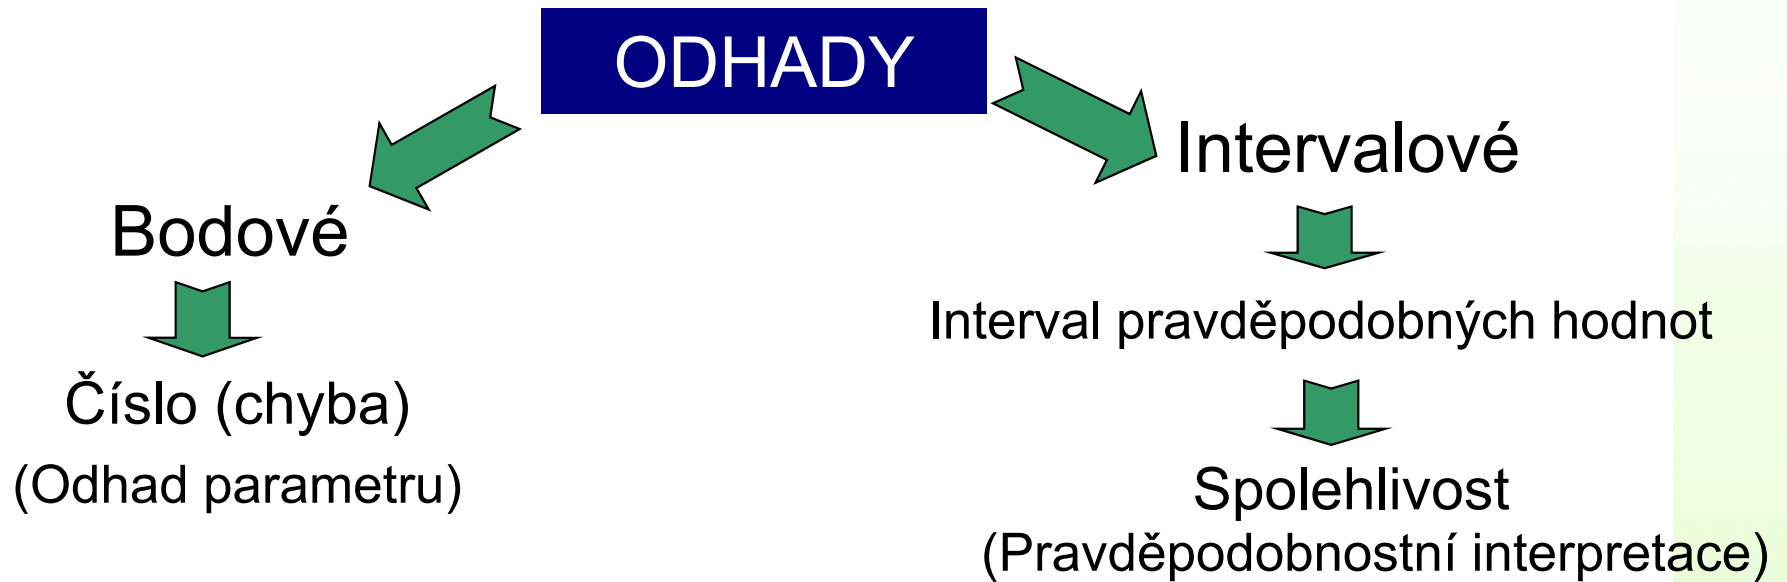 ODHADY
Bodové
Číslo (chyba)
(Odhad parametru)
Intervalové
Interval pravděpodobných hodnot
Spolehlivost
(Pravděpodobnostní interpretace)